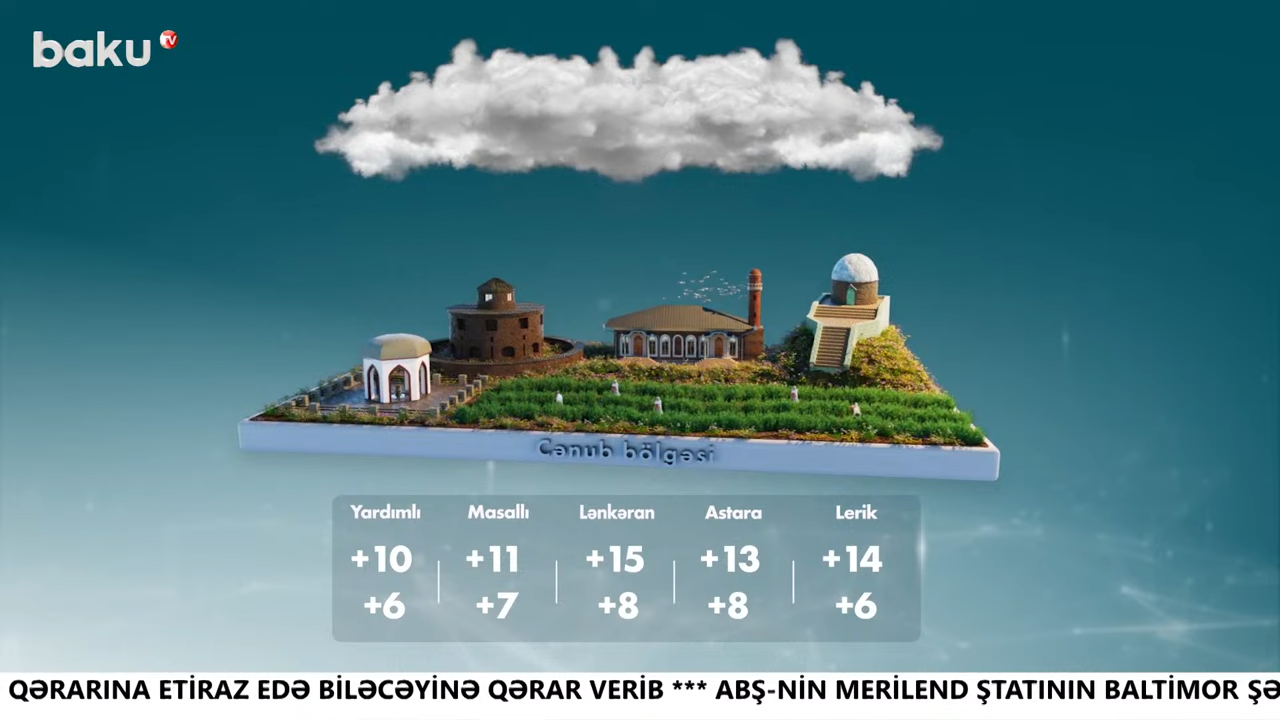 baku TV
Cənub bölgəsi
Yardımlı Masallı Lənkəran Astara Lerik
+10 +11 +15 +13 +14
+6 +7 +8 +8 +6
QƏRARINA ETİRAZ EDƏ BİLƏCƏYİNƏ QƏRAR VERİB *** ABŞ-NİN MERİLEND ŞTATININ BALTİMOR ŞƏ